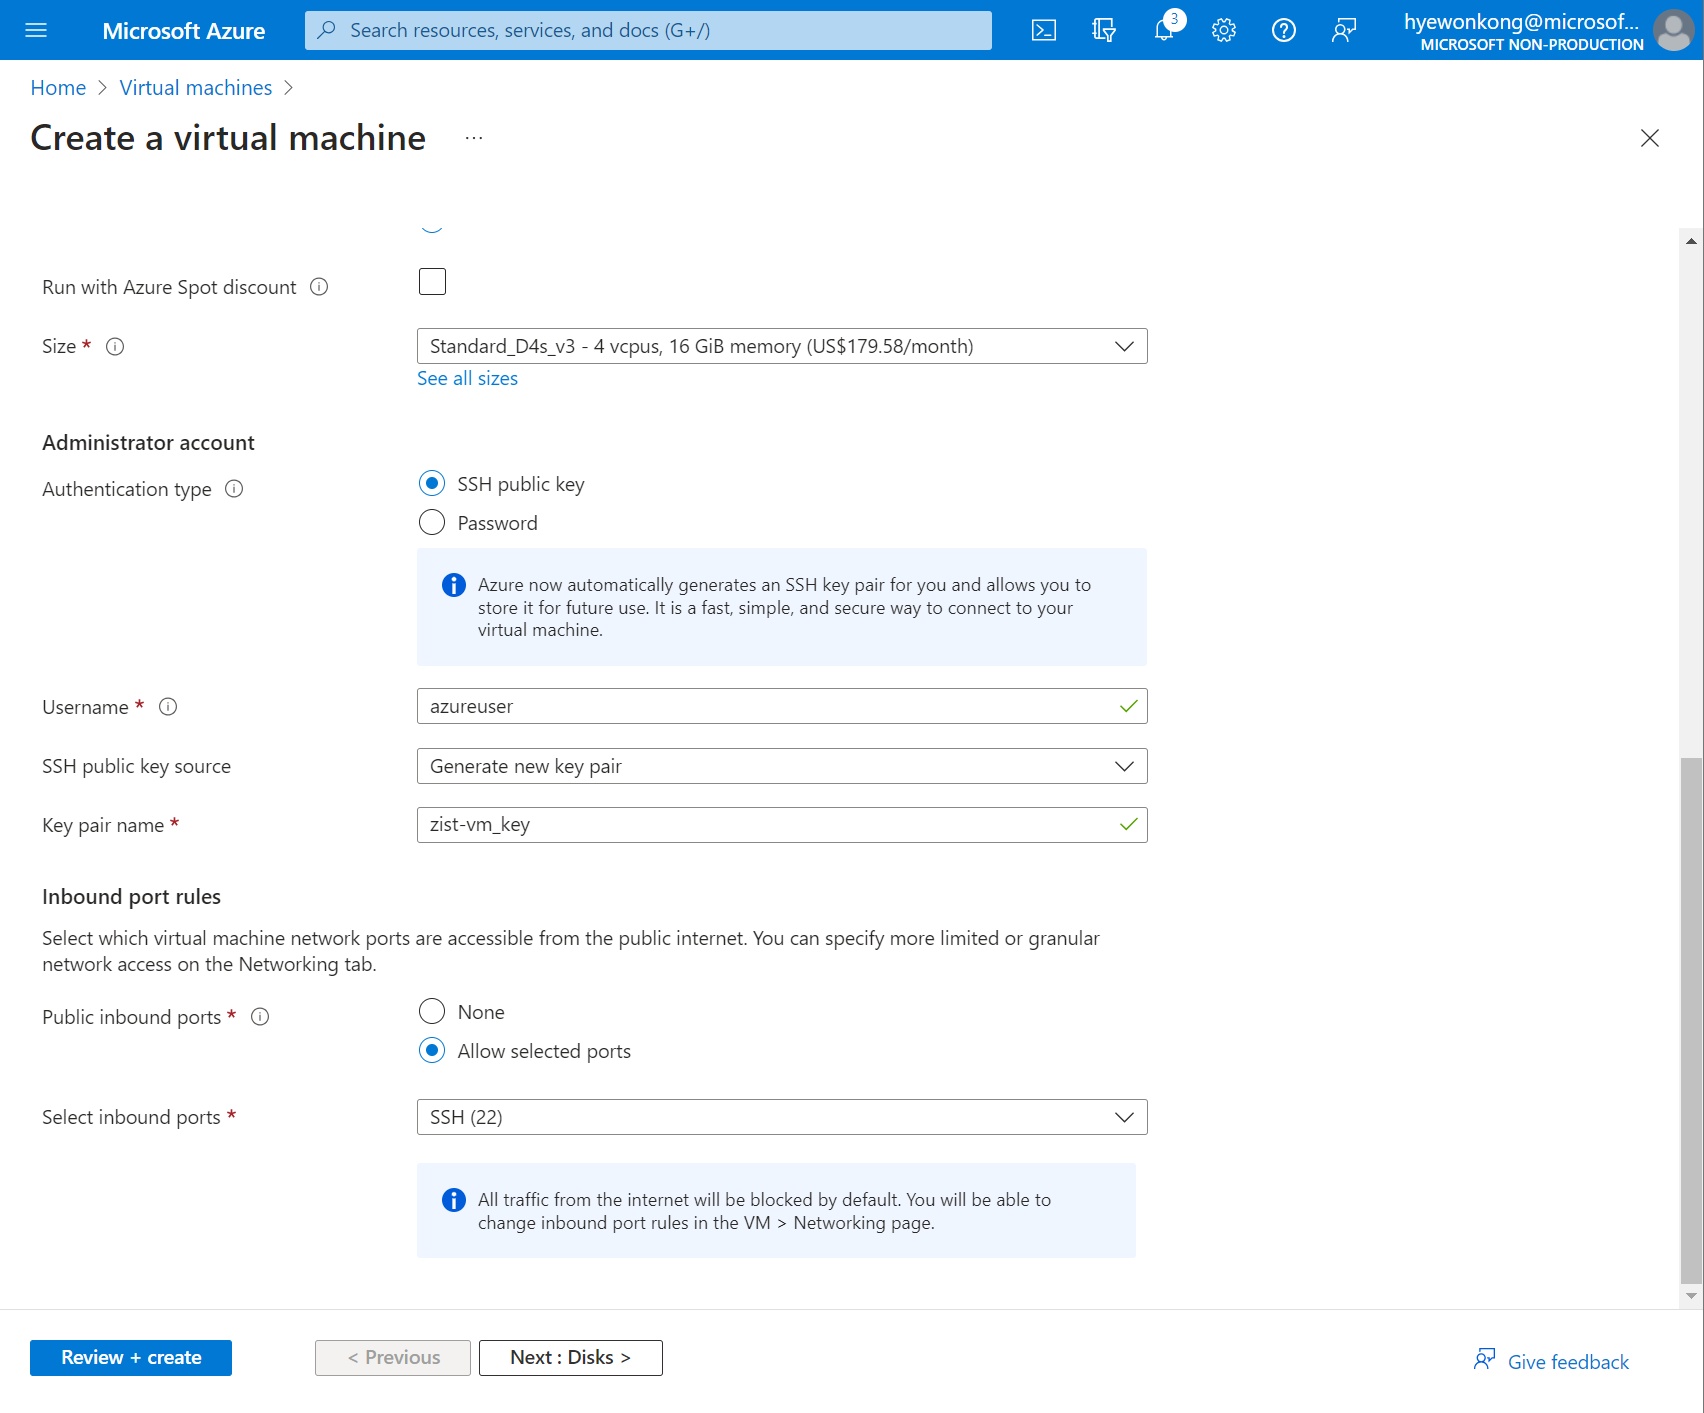 Microsoft Azure
Search resources, services, and docs (G+/)
3
hyewonkong@microsof...
MICROSOFT NON-PRODUCTION
Home > Virtual machines >
Create a virtual machine ...
Run with Azure Spot discount
Size *
Standard_D4s_v3 - 4 vcpus, 16 GiB memory (US$179.58/month)
See all sizes
Administrator account
Authentication type
SSH public key
Password
Azure now automatically generates an SSH key pair for you and allows you to
store it for future use. It is a fast, simple, and secure way to connect to your
virtual machine.
Username *
azureuser
SSH public key source
Generate new key pair
Key pair name *
zist-vm_key
Inbound port rules
Select which virtual machine network ports are accessible from the public internet. You can specify more limited or granular
network access on the Networking tab.
Public inbound ports *
None
Allow selected ports
Select inbound ports *
SSH (22)
All traffic from the internet will be blocked by default. You will be able to
change inbound port rules in the VM > Networking page.
Review + create
< Previous
Next : Disks >
Give feedback